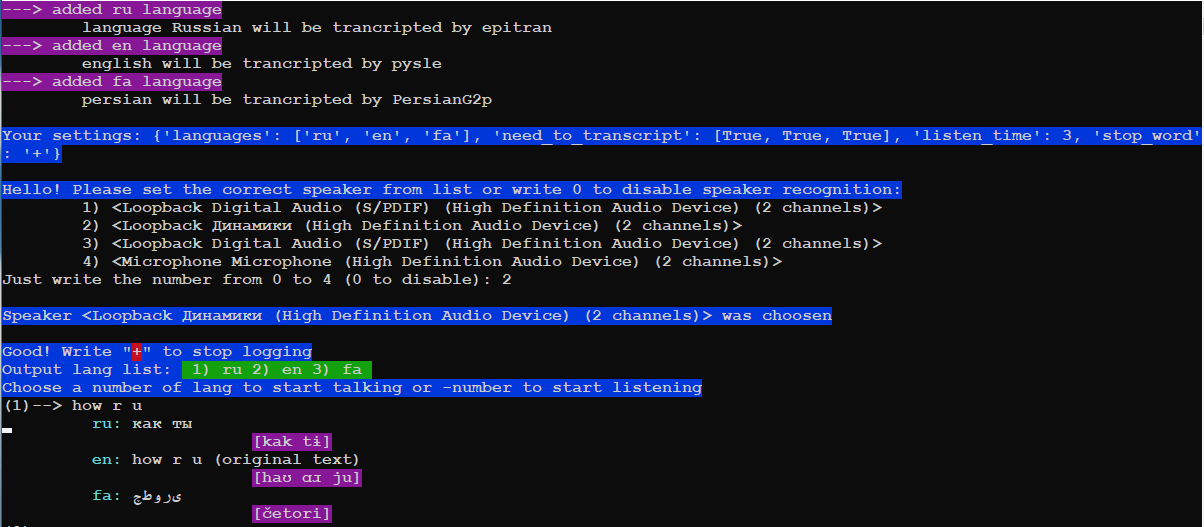 ---> added ru language
language Russian will be trancripted by epitran
---> added en language
english will be trancripted by pysle
---> added fa language
persian will be trancripted by PersianG2p
Your settings: {'languages': ['ru', 'en', 'fa'], 'need_to_transcript': [True, True, True], 'listen_time': 3, 'stop_word'
: '+'}
Hello! Please set the correct speaker from list or write 0 to disable speaker recognition:
1) <Loopback Digital Audio (S/PDIF) (High Definition Audio Device) (2 channels)>
2) <Loopback Динамики (High Definition Audio Device) (2 channels)>
3) <Loopback Digital Audio (S/PDIF) (High Definition Audio Device) (2 channels)>
4) <Microphone Microphone (High Definition Audio Device) (2 channels)>
Just write the number from 0 to 4 (0 to disable): 2
Speaker <Loopback Динамики (High Definition Audio Device) (2 channels)> was choosen
Good! Write "+" to stop logging
Output lang list: 1) ru 2) en 3) fa
Choose a number of lang to start talking or -number to start listening
(1)--> how r u
ru: как ты
[kak tɨ]
en: how r u (original text)
[haʊ ɑɪ ju]
fa: چطوری
[četori]